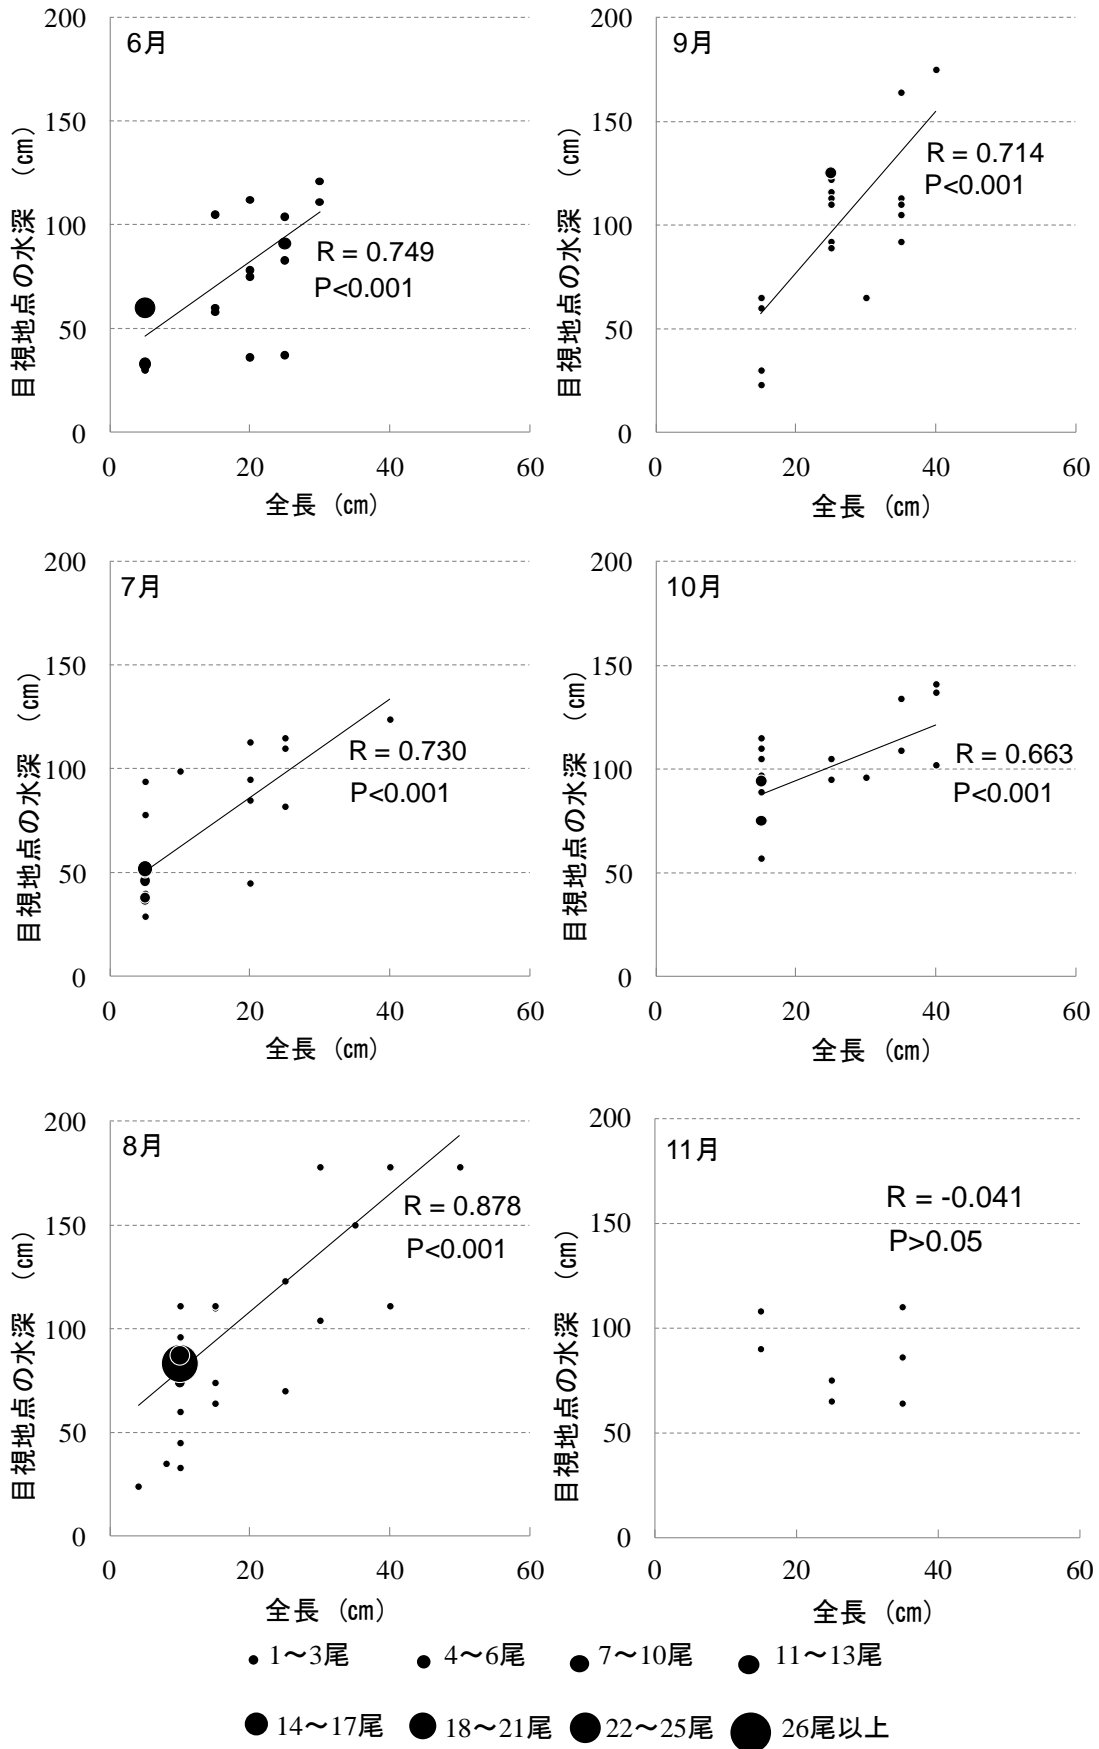 6月
200
150
100
50
0
0 20 40 60
目視地点の水深 (㎝)
全長 (㎝)
R = 0.749
P<0.001
9月
200
150
100
50
0
0 20 40 60
目視地点の水深 (㎝)
全長 (㎝)
R = 0.714
P<0.001
7月
200
150
100
50
0
0 20 40 60
目視地点の水深 (㎝)
全長 (㎝)
R = 0.730
P<0.001
10月
200
150
100
50
0
0 20 40 60
目視地点の水深 (㎝)
全長 (㎝)
R = 0.663
P<0.001
8月
200
150
100
50
0
0 20 40 60
目視地点の水深 (㎝)
全長 (㎝)
R = 0.878
P<0.001
11月
200
150
100
50
0
0 20 40 60
目視地点の水深 (㎝)
全長 (㎝)
R = -0.041
P>0.05
1～3尾 4～6尾 7～10尾 11～13尾
14～17尾 18～21尾 22～25尾 26尾以上